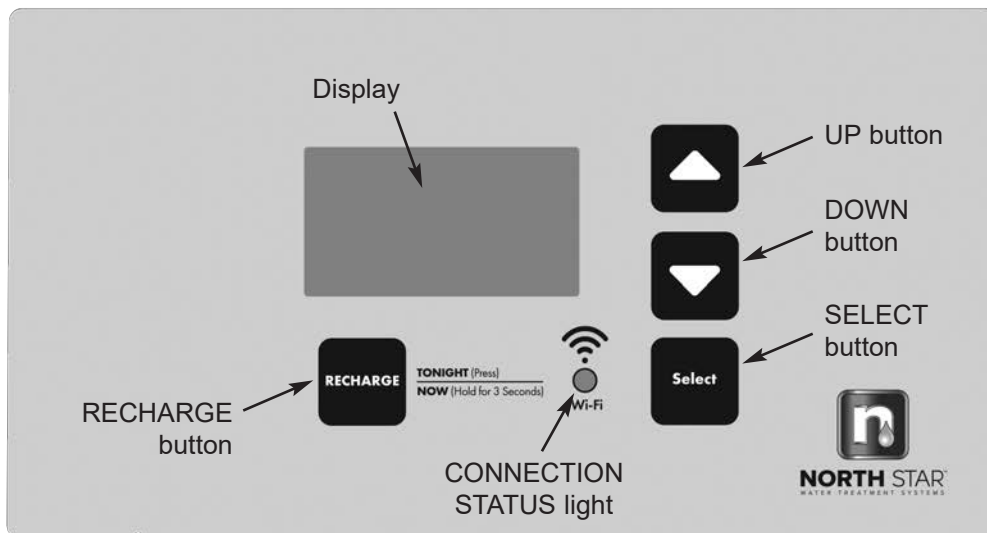 Display
UP button
DOWN
button
SELECT
button
RECHARGE
TONIGHT (Press)
NOW (Hold for 3 Seconds)
Wi-Fi
Select
RECHARGE
button
CONNECTION
STATUS light
n
NORTH STAR™
WATER TREATMENT SYSTEMS